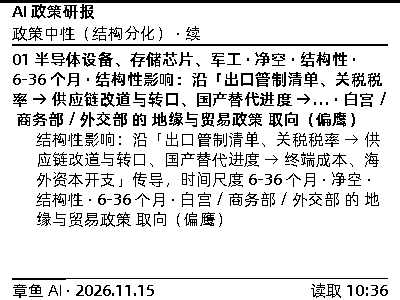 AI 政策研报
政策中性（结构分化）· 续
01 半导体设备、存储芯片、军工 · 净空 · 结构性 ·
6-36 个月 · 结构性影响：沿「出口管制清单、关税税
率 → 供应链改道与转口、国产替代进度 →… · 白宫 /
商务部 / 外交部 的 地缘与贸易政策 取向（偏鹰）
结构性影响：沿「出口管制清单、关税税率 → 供
应链改道与转口、国产替代进度 → 终端成本、海
外资本开支」传导，时间尺度 6-36 个月 · 净空 ·
结构性 · 6-36 个月 · 白宫 / 商务部 / 外交部 的 地
缘与贸易政策 取向（偏鹰）
章鱼 AI · 2026.11.15
读取 10:36